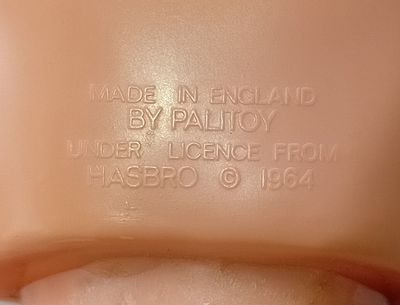 MADE IN ENGLAND
BY PALITOY
UNDER LICENCE FROM
HASBRO © 1964